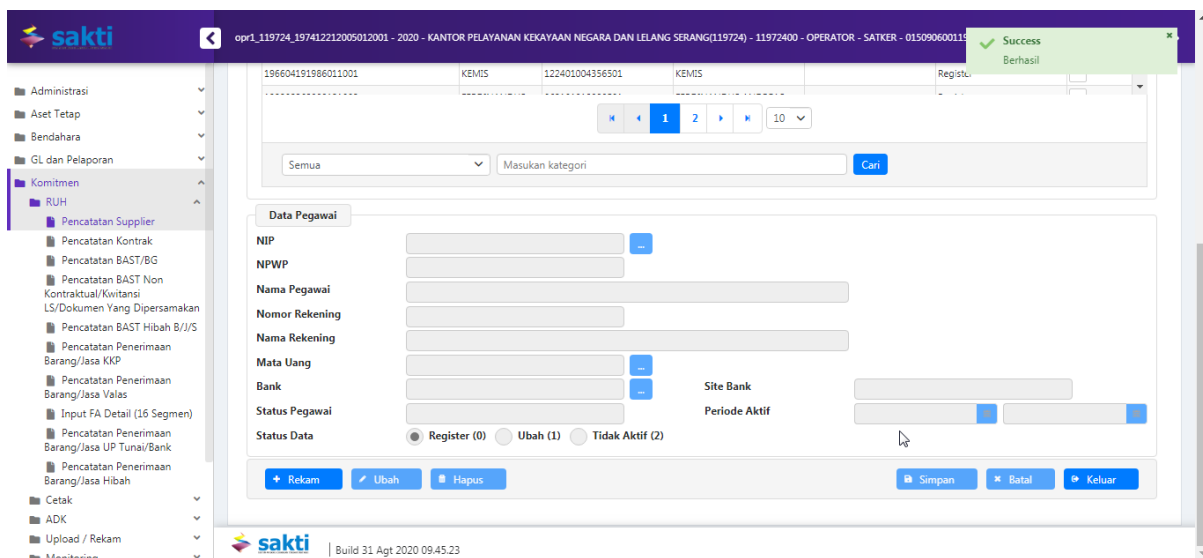 sakti
opr1_119724_197412212005012001 - 2020 - KANTOR PELAYANAN KEKAYAAN NEGARA DAN LELANG SERANG(119724) - 11972400 - OPERATOR - SATKER - 015090600119
Success
Berhasil
Administrasi
Aset Tetap
Bendahara
GL dan Pelaporan
Komitmen
RUH
Pencatatan Supplier
Pencatatan Kontrak
Pencatatan BAST/BG
Pencatatan BAST Non
Kontraktual/Kwitansi
LS/Dokumen Yang Dipersamakan
Pencatatan BAST Hibah B/J/S
Pencatatan Penerimaan
Barang/Jasa KKP
Pencatatan Penerimaan
Barang/Jasa Valas
Input FA Detail (16 Segmen)
Pencatatan Penerimaan
Barang/Jasa UP Tunai/Bank
Pencatatan Penerimaan
Barang/Jasa Hibah
Cetak
ADK
Upload / Rekam
Monitoring
196604191986011001 KEMIS 122401004356501 KEMIS Register
1 2 10
Semua Masukan kategori Cari
Data Pegawai
NIP ...
NPWP
Nama Pegawai
Nomor Rekening
Nama Rekening
Mata Uang ...
Bank ... Site Bank
Status Pegawai Periode Aktif
Status Data Register (0) Ubah (1) Tidak Aktif (2)
+ Rekam Ubah Hapus Simpan × Batal Keluar
sakti Build 31 Agt 2020 09.45.23